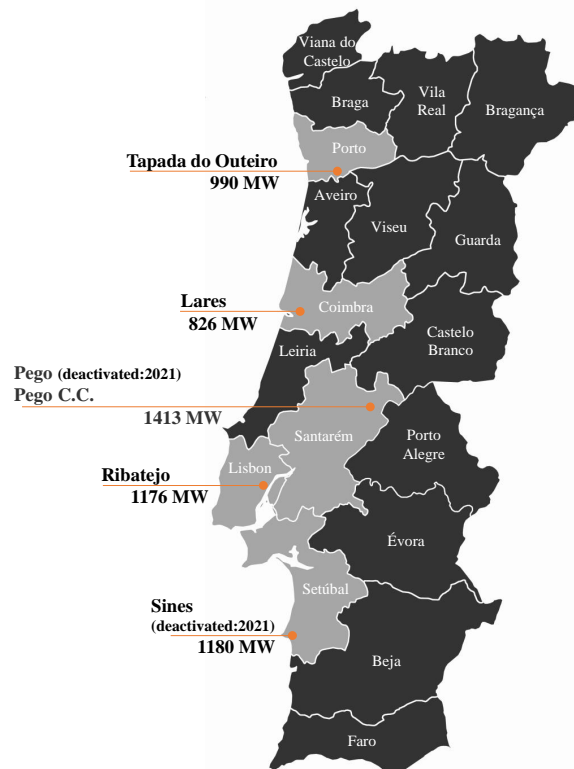 Viana do
Castelo
Braga
Vila
Real
Bragança
Porto
Tapada do Outeiro
990 MW
Aveiro
Viseu
Guarda
Lares
826 MW
Coimbra
Castelo
Branco
Leiria
Pego (deactivated:2021)
Pego C.C.
1413 MW
Santarém
Porto
Alegre
Lisbon
Ribatejo
1176 MW
Évora
Setúbal
Sines
(deactivated:2021)
1180 MW
Beja
Faro